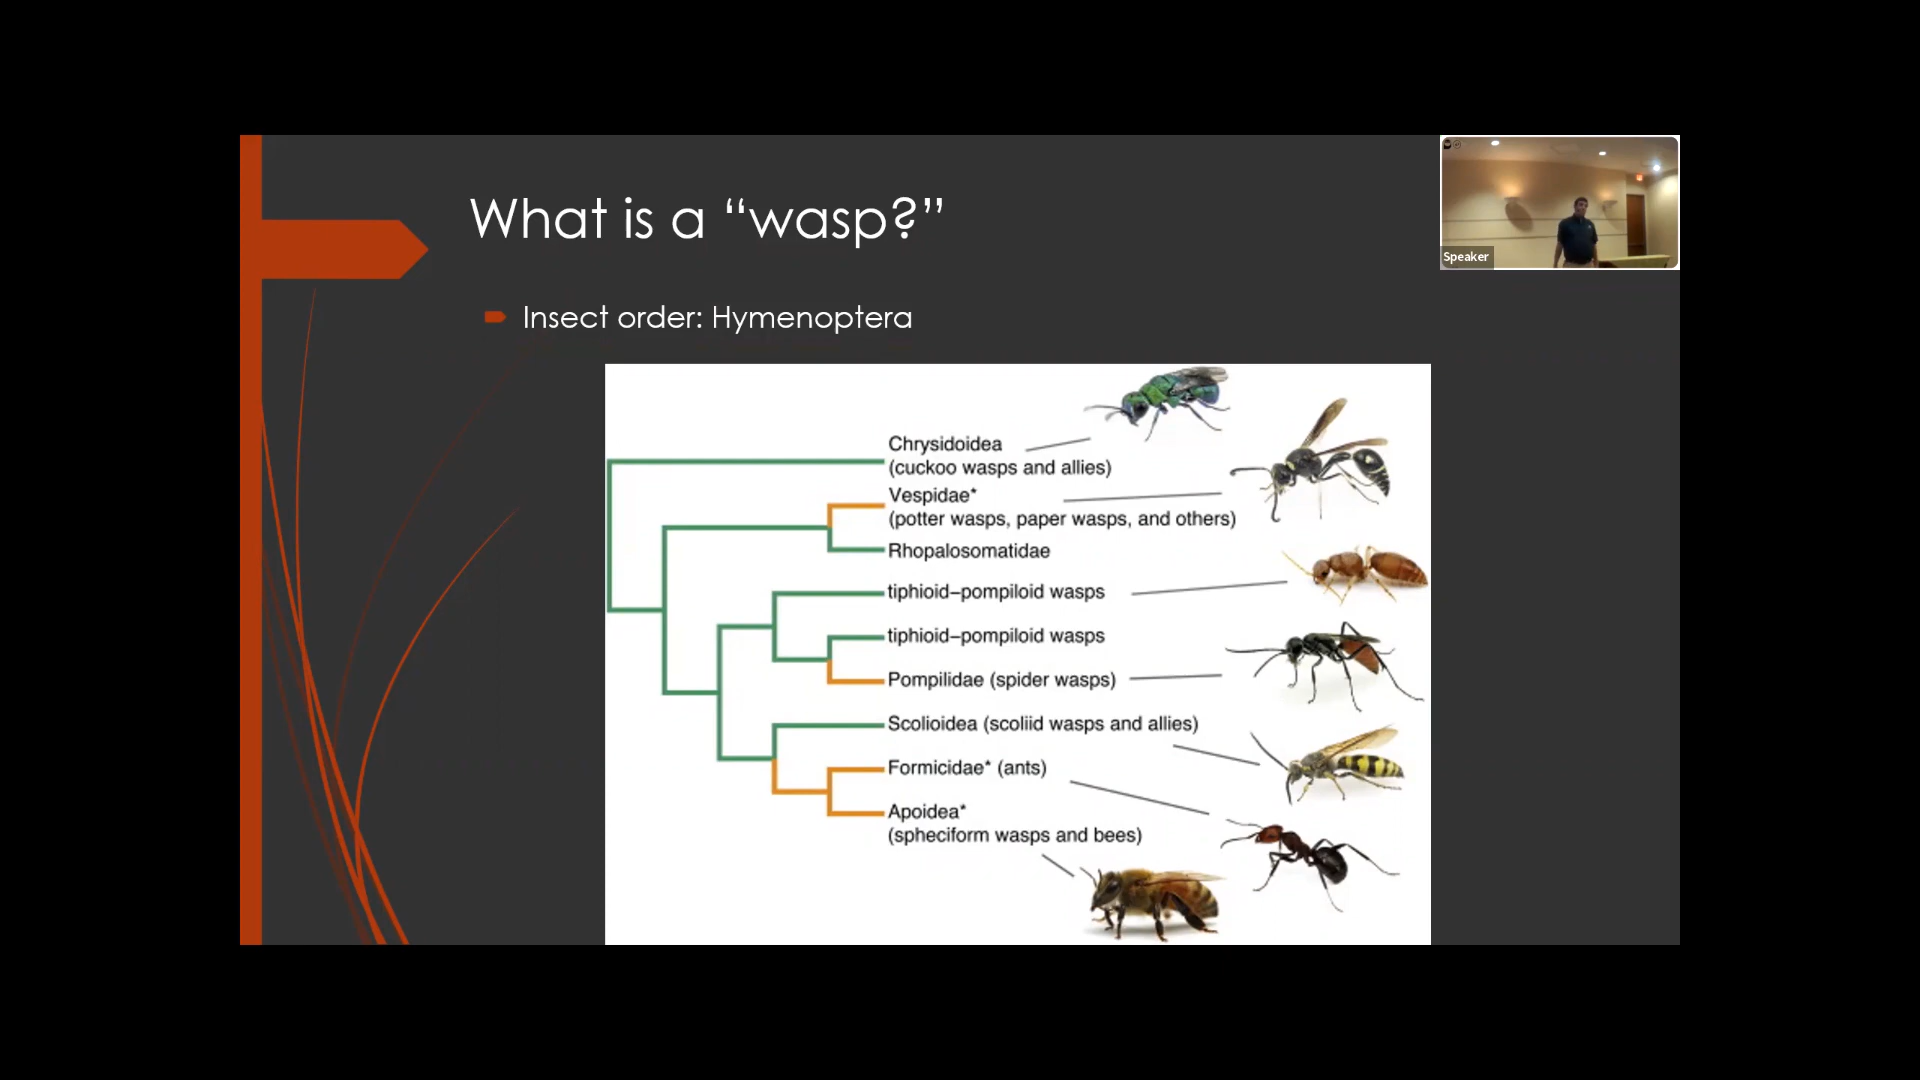 What is a “wasp?”
Speaker
Insect order: Hymenoptera
Chrysidoidea
(cuckoo wasps and allies)
Vespidae*
(potter wasps, paper wasps, and others)
Rhopalosomatidae
tiphioid–pompiloid wasps
tiphioid–pompiloid wasps
Pompilidae (spider wasps)
Scolioidea (scoliid wasps and allies)
Formicidae* (ants)
Apoidea*
(spheciform wasps and bees)